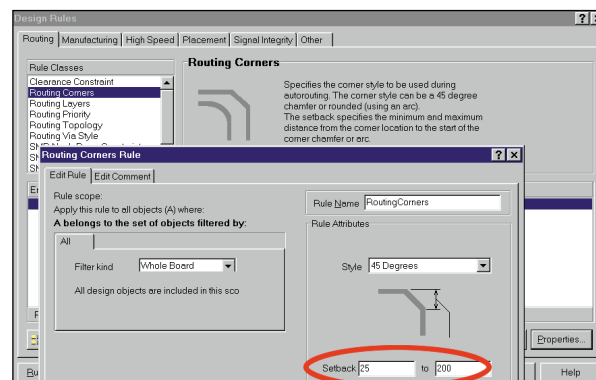 Design Rules
Routing Manufacturing High Speed Placement Signal Integrity Other
Rule Classes
Clearance Constraint
Routing Corners
Routing Layers
Routing Priority
Routing Topology
Routing Via Style
Routing Corners
Specifies the corner style to be used during
autorouting. The corner style can be a 45 degree
chamfer or rounded (using an arc).
The setback specifies the minimum and maximum
distance from the corner location to the start of the
corner chamfer or arc.
Routing Corners Rule
Edit Rule Edit Comment
Rule scope:
Apply this rule to all objects (A) where:
A belongs to the set of objects filtered by:
All
Filter kind Whole Board
All design objects are included in this sco
Rule Name RoutingCorners
Rule Attributes
Style 45 Degrees
Setback 25 to 200
Properties...
Help